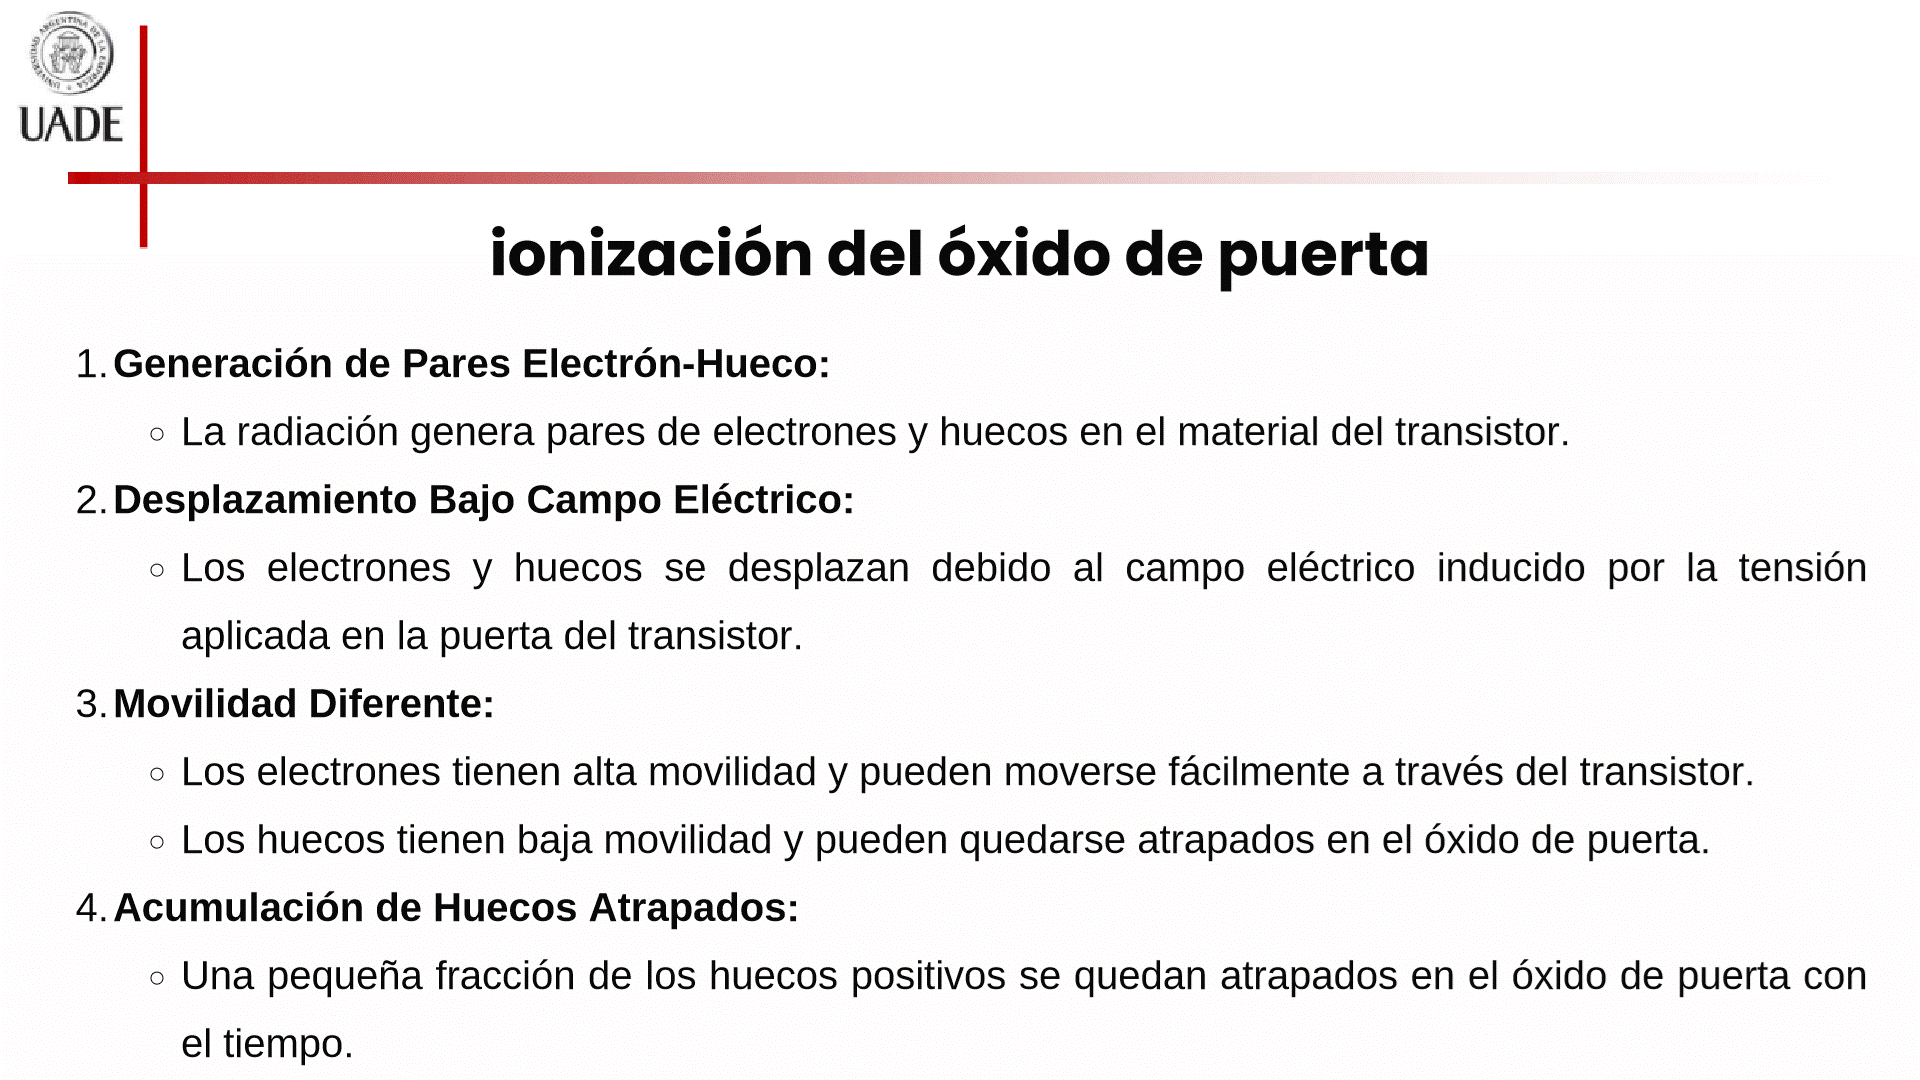 UNIVERSIDAD ARGENTINA DE LA EMPRESA
UADE
ionización del óxido de puerta
1. Generación de Pares Electrón-Hueco:
○ La radiación genera pares de electrones y huecos en el material del transistor.
2. Desplazamiento Bajo Campo Eléctrico:
○ Los electrones y huecos se desplazan debido al campo eléctrico inducido por la tensión
aplicada en la puerta del transistor.
3. Movilidad Diferente:
○ Los electrones tienen alta movilidad y pueden moverse fácilmente a través del transistor.
○ Los huecos tienen baja movilidad y pueden quedarse atrapados en el óxido de puerta.
4. Acumulación de Huecos Atrapados:
○ Una pequeña fracción de los huecos positivos se quedan atrapados en el óxido de puerta con
el tiempo.